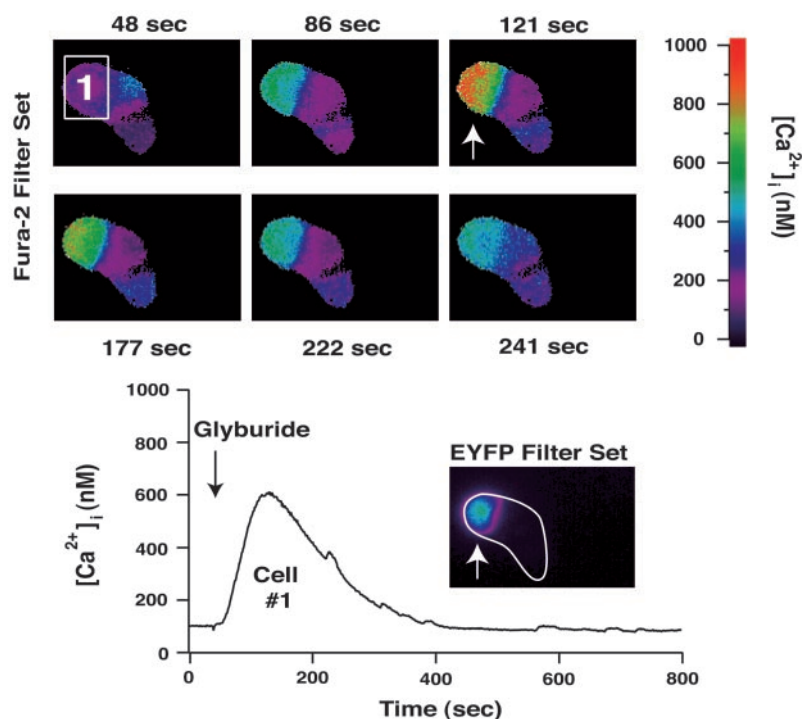 48 sec
86 sec
121 sec
Fura-2 Filter Set
1
1000
800
600
400
200
0
[Ca²⁺]ᵢ (nM)
177 sec
222 sec
241 sec
1000
800
600
400
200
0
[Ca²⁺]ᵢ (nM)
Glyburide
Cell
#1
EYFP Filter Set
0
200
400
600
800
Time (sec)